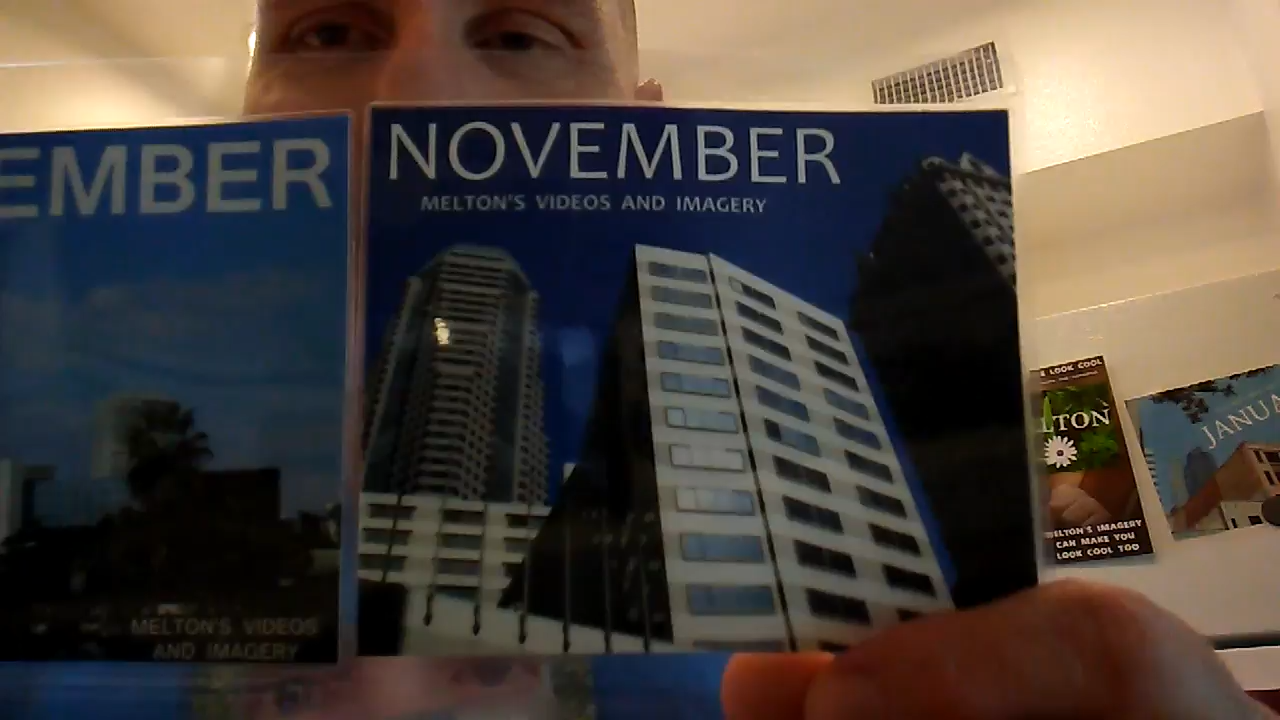 EMBER
MELTON'S VIDEOS
AND IMAGERY
NOVEMBER
MELTON'S VIDEOS AND IMAGERY
LOOK COOL
LTON
MELTON'S IMAGERY
CAN MAKE YOU
LOOK COOL TOO
JANUA